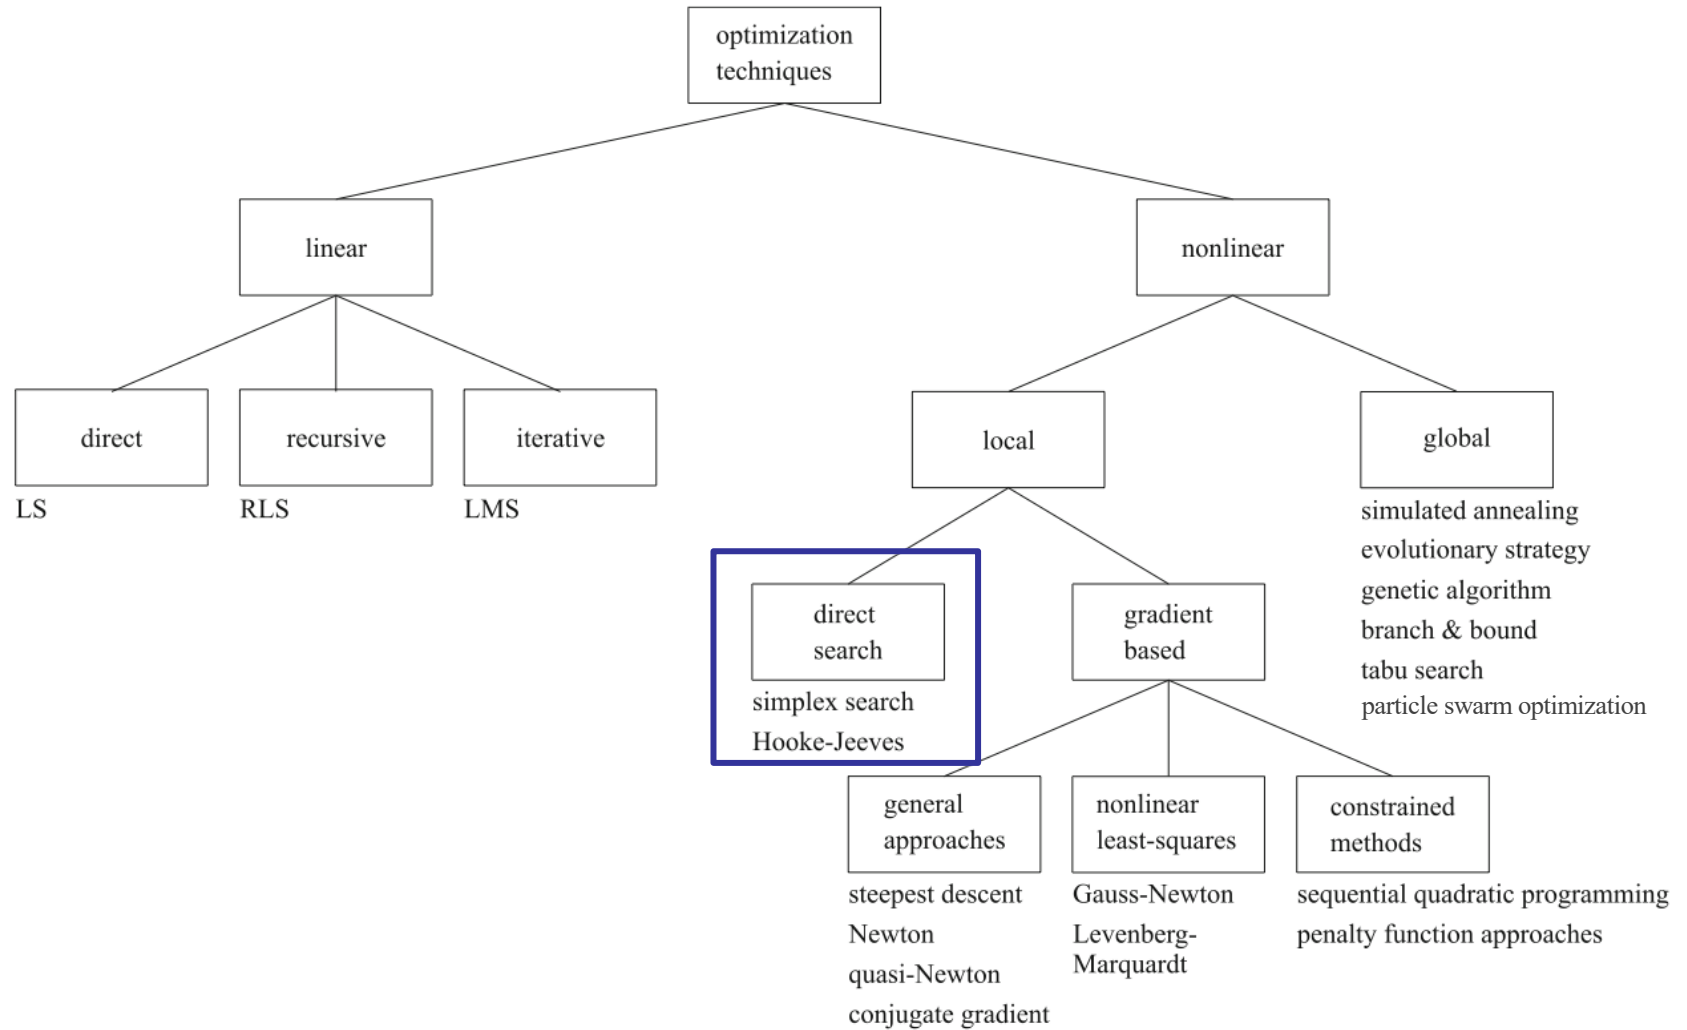 optimization
techniques
linear
nonlinear
direct
recursive
iterative
local
global
LS
RLS
LMS
simulated annealing
evolutionary strategy
genetic algorithm
branch & bound
tabu search
particle swarm optimization
direct
search
simplex search
Hooke-Jeeves
gradient
based
general
approaches
steepest descent
Newton
quasi-Newton
conjugate gradient
nonlinear
least-squares
Gauss-Newton
Levenberg-
Marquardt
constrained
methods
sequential quadratic programming
penalty function approaches